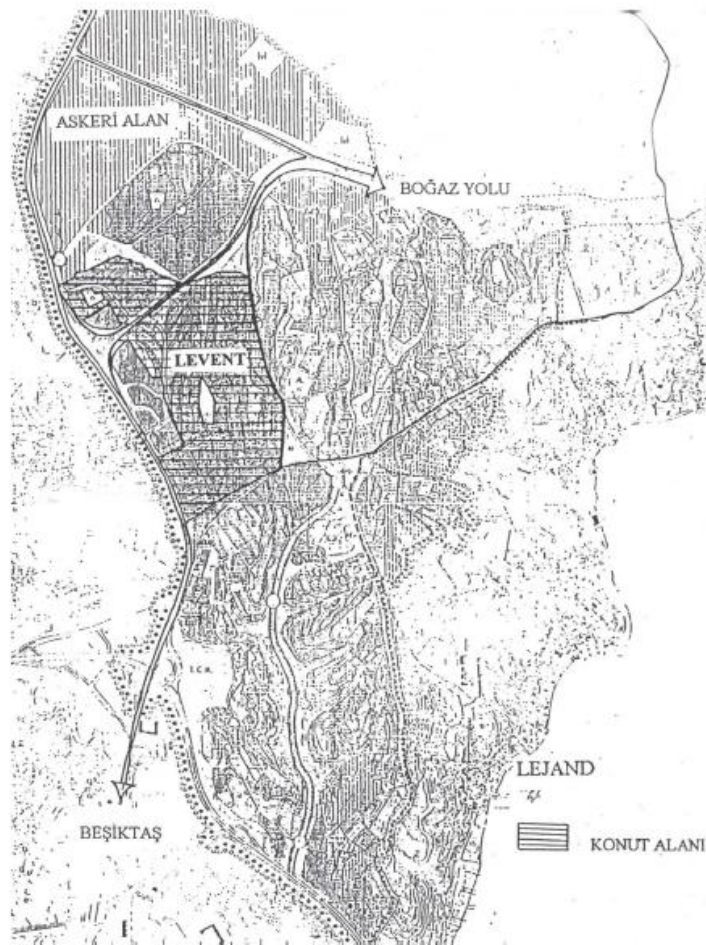 ASKERİ ALAN
BOĞAZ YOLU
LEVENT
LEJAND
BEŞİKTAŞ
KONUT ALANI